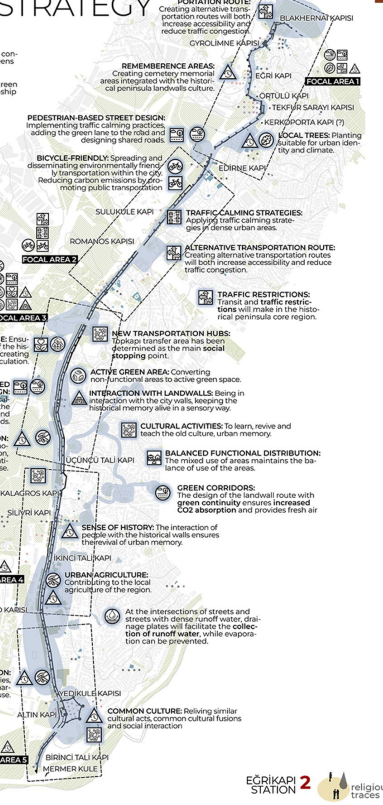 STRATEGY
PORTATION ROUTE:
Creating alternative trans-
portation routes will both
increase accessibility and
reduce traffic congestion.
BLAKHERNAT KAPISI
GYROLIMNE KAPISI
REMEMBERENCE AREAS:
Creating cemetery memorial
areas integrated with the histori-
cal peninsula landwalls culture.
EĞRİ KAPI
FOCAL AREA 1
ORTÜLÜ KAPI
TEKFUR SARAYI KAPISI
KERKOPORTA KAPI (?)
PEDESTRIAN-BASED STREET DESIGN:
Implementing traffic calming practices,
adding the green lane to the road and
designing shared roads.
LOCAL TREES: Planting
suitable for urban iden-
tity and climate.
BICYCLE-FRIENDLY: Spreading and
disseminating environmentally friend-
ly transportation within the city.
Reducing carbon emissions by pro-
moting public transportation
EDİRNE KAPI
SULUKULE KAPI
TRAFFIC CALMING STRATEGIES:
Applying traffic calming strate-
gies in dense urban areas.
ROMANOS KAPISI
ALTERNATIVE TRANSPORTATION ROUTE:
Creating alternative transportation routes
will both increase accessibility and reduce
traffic congestion.
FOCAL AREA 2
TRAFFIC RESTRICTIONS:
Transit and traffic restric-
tions will make in the histo-
rical peninsula core region.
OCAL AREA 3
NEW TRANSPORTATION HUBS:
Topkapı transfer area has been
determined as the main social
stopping point.
ACTIVE GREEN AREA: Converting
non-functional areas to active green space.
INTERACTION WITH LANDWALLS: Being in
interaction with the city walls, keeping the
historical memory alive in a sensory way.
CULTURAL ACTIVITIES: To learn, revive and
teach the old culture, urban memory.
BALANCED FUNCTIONAL DISTRIBUTION:
The mixed use of areas maintains the ba-
lance of use of the areas.
ÜÇÜNCÜ TALİ KAPI
GREEN CORRIDORS:
The design of the landwall route with
green continuity ensures increased
CO2 absorption and provides fresh air
KALAGROS KAPI
SİLİVRİ KAPI
SENSE OF HISTORY: The interaction of
people with the historical walls ensures
the revival of urban memory.
İKİNCİ TALİ KAPI
AREA 4
URBAN AGRICULTURE:
Contributing to the local
agriculture of the region.
At the intersections of streets and
streets with dense runoff water, drai-
nage plates will facilitate the collec-
tion of runoff water, while evapora-
tion can be prevented.
YEDİKULE KAPISI
ALTIN KAPI
COMMON CULTURE: Reliving similar
cultural acts, common cultural fusions
and social interaction
AREA 5
BİRİNCİ TALİ KAPI
MERMER KULE
EĞRİKAPI
STATION 2
religio
traces